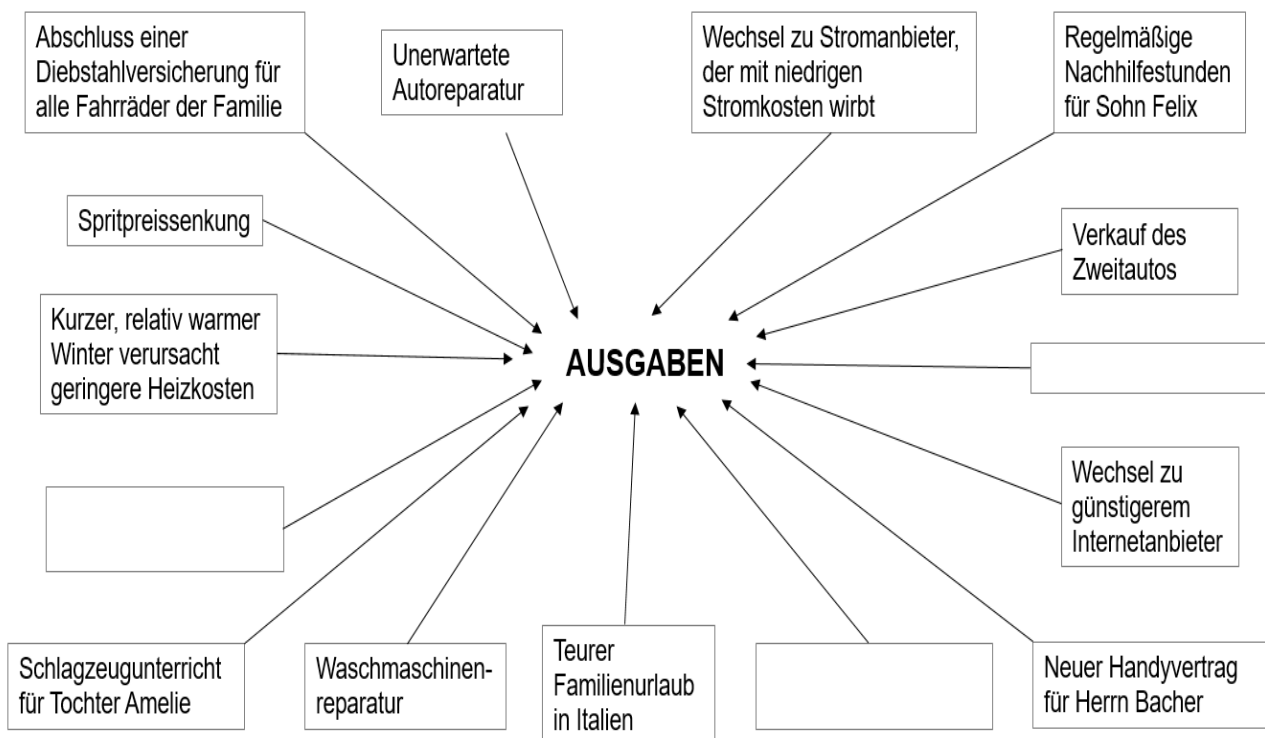 Abschluss einer
Diebstahlversicherung für
alle Fahrräder der Familie
Unerwartete
Autoreparatur
Wechsel zu Stromanbieter,
der mit niedrigen
Stromkosten wirbt
Regelmäßige
Nachhilfestunden
für Sohn Felix
Spritpreissenkung
Verkauf des
Zweitautos
Kurzer, relativ warmer
Winter verursacht
geringere Heizkosten
AUSGABEN
Wechsel zu
günstigerem
Internetanbieter
Schlagzeugunterricht
für Tochter Amelie
Waschmaschinen-
reparatur
Teurer
Familienurlaub
in Italien
Neuer Handyvertrag
für Herrn Bacher